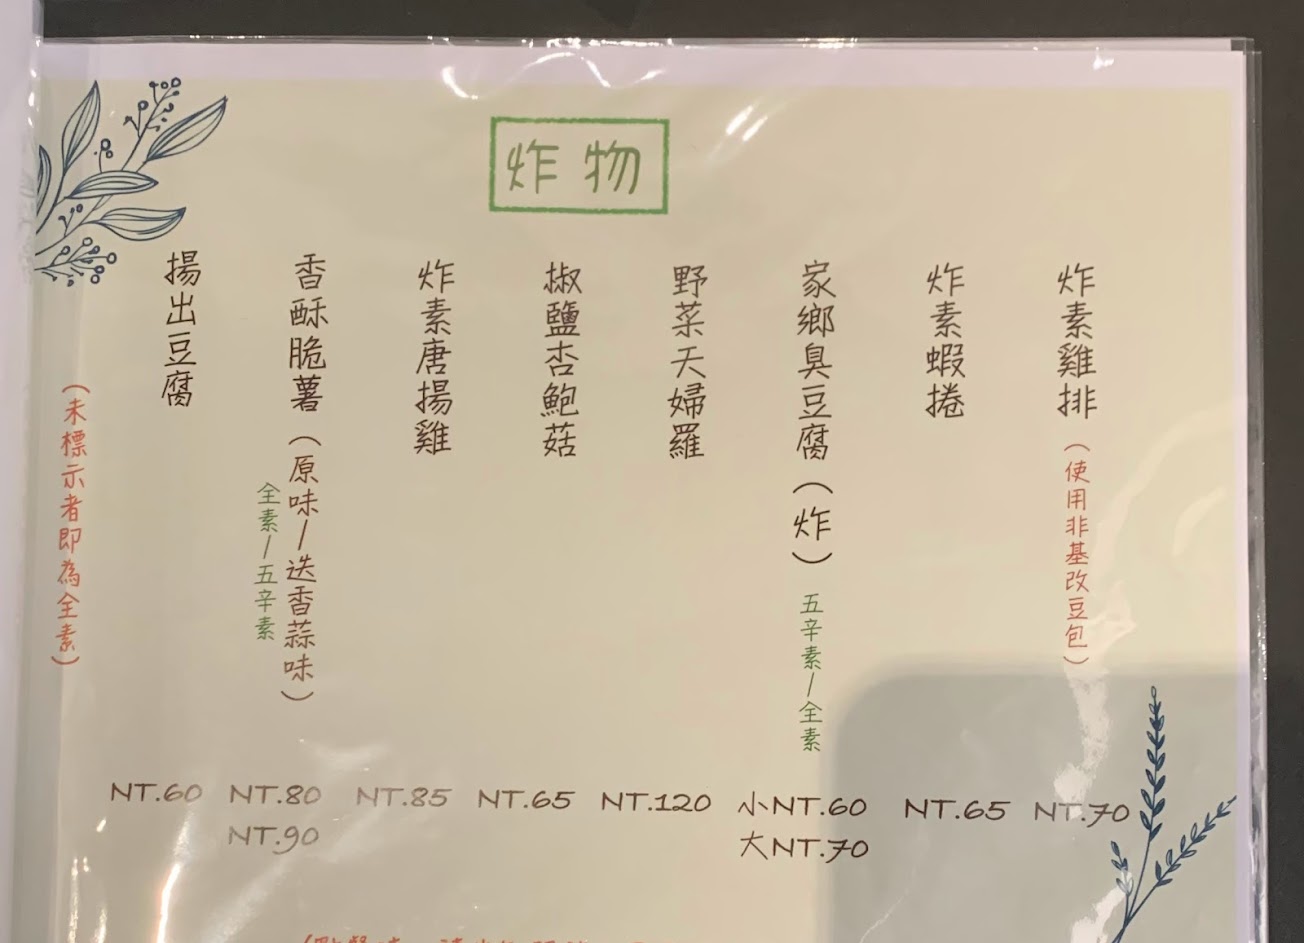 炸物
炸素雞排(使用非基改豆包)
NT.70
炸素蝦捲
NT.65
家鄉臭豆腐(炸)
五辛素/全素
小NT.60
大NT.70
野菜天婦羅
NT.120
椒鹽杏鮑菇
NT.65
炸素唐揚雞
NT.85
香酥脆薯(原味/迷香蒜味)
全素/五辛素
NT.80
NT.90
揚出豆腐
NT.60
(未標示者即為全素)